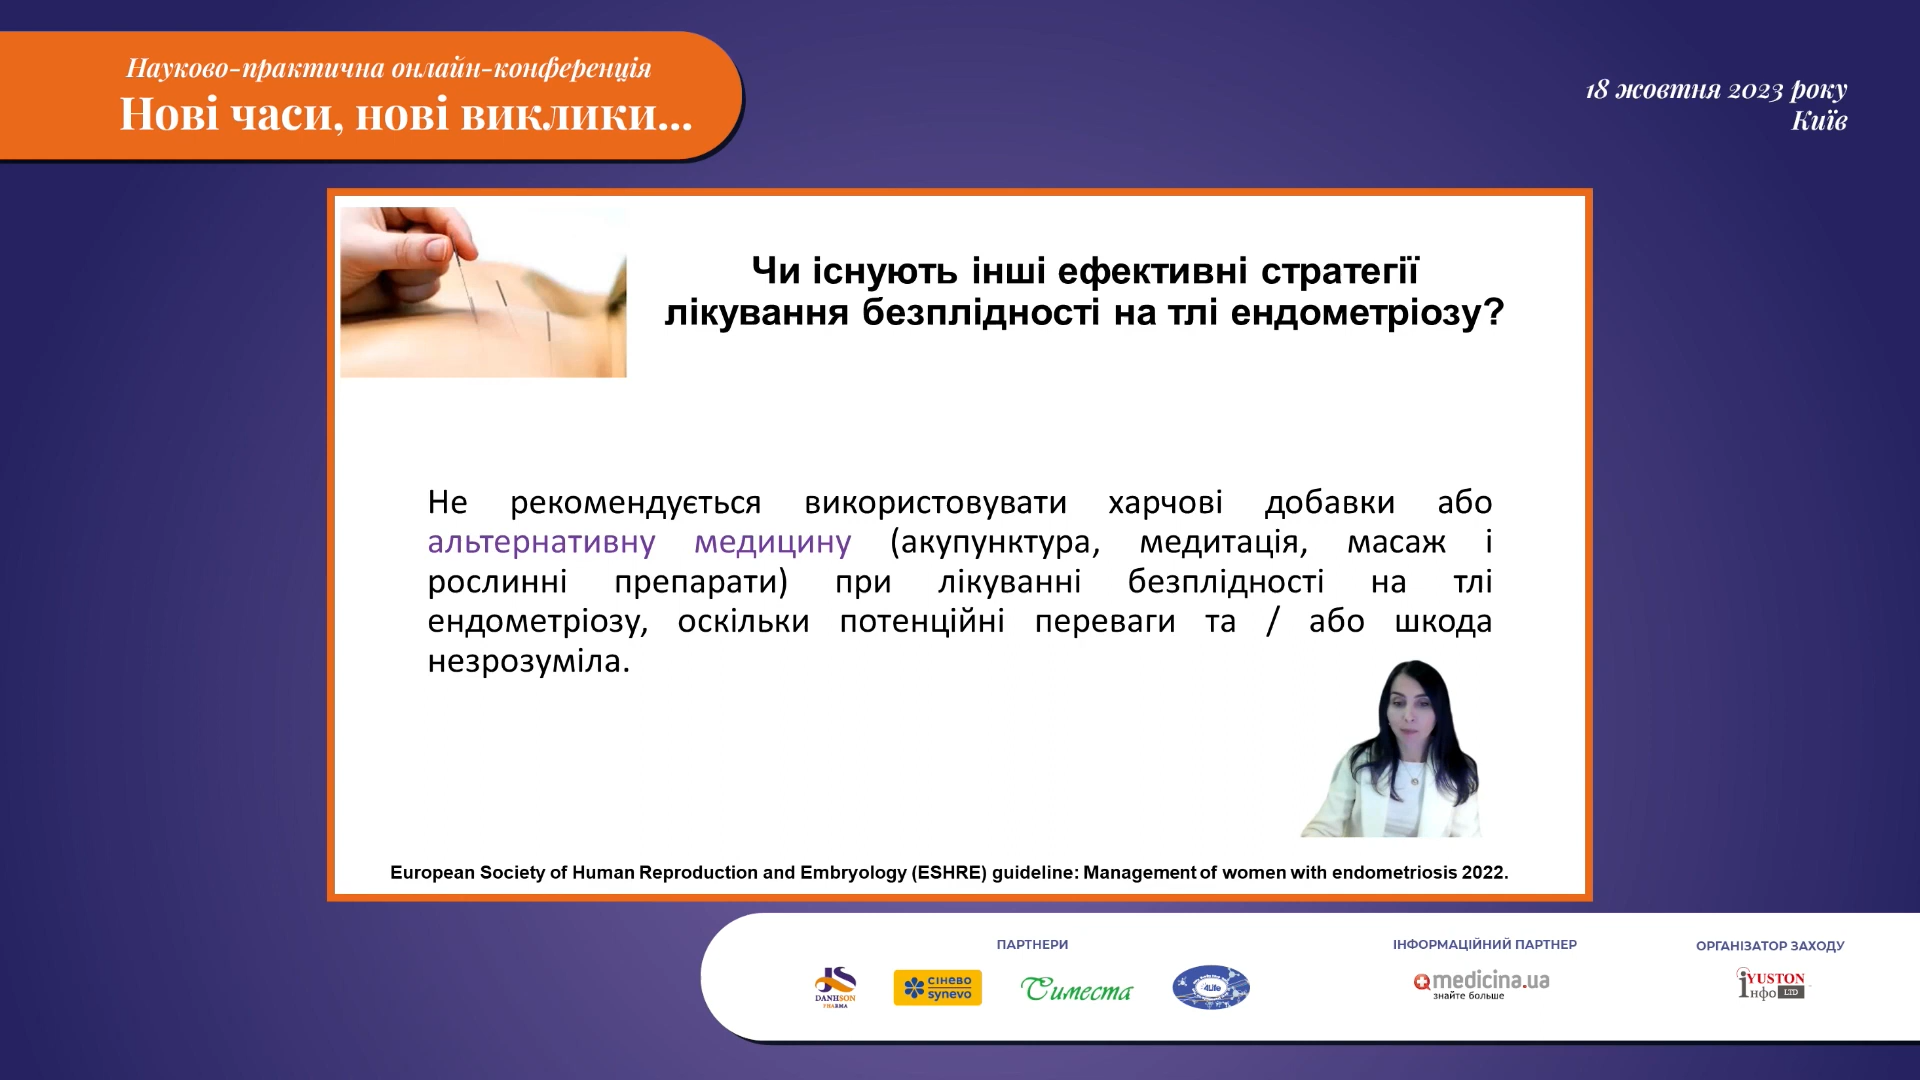 Науково-практична онлайн-конференція
Нові часи, нові виклики...
18 жовтня 2023 року
Київ
Чи існують інші ефективні стратегії
лікування безплідності на тлі ендометріозу?
Не рекомендується використовувати харчові добавки або
альтернативну медицину (акупунктура, медитація, масаж і
рослинні препарати) при лікуванні безплідності на тлі
ендометріозу, оскільки потенційні переваги та / або шкода
незрозуміла.
European Society of Human Reproduction and Embryology (ESHRE) guideline: Management of women with endometriosis 2022.
ПАРТНЕРИ
ІНФОРМАЦІЙНИЙ ПАРТНЕР
ОРГАНІЗАТОР ЗАХОДУ
DANHSON
PHARMA
сінево
synevo
Симеста
4Life
medicina.ua
знайте больше
iYUSTON
Інфо LTD